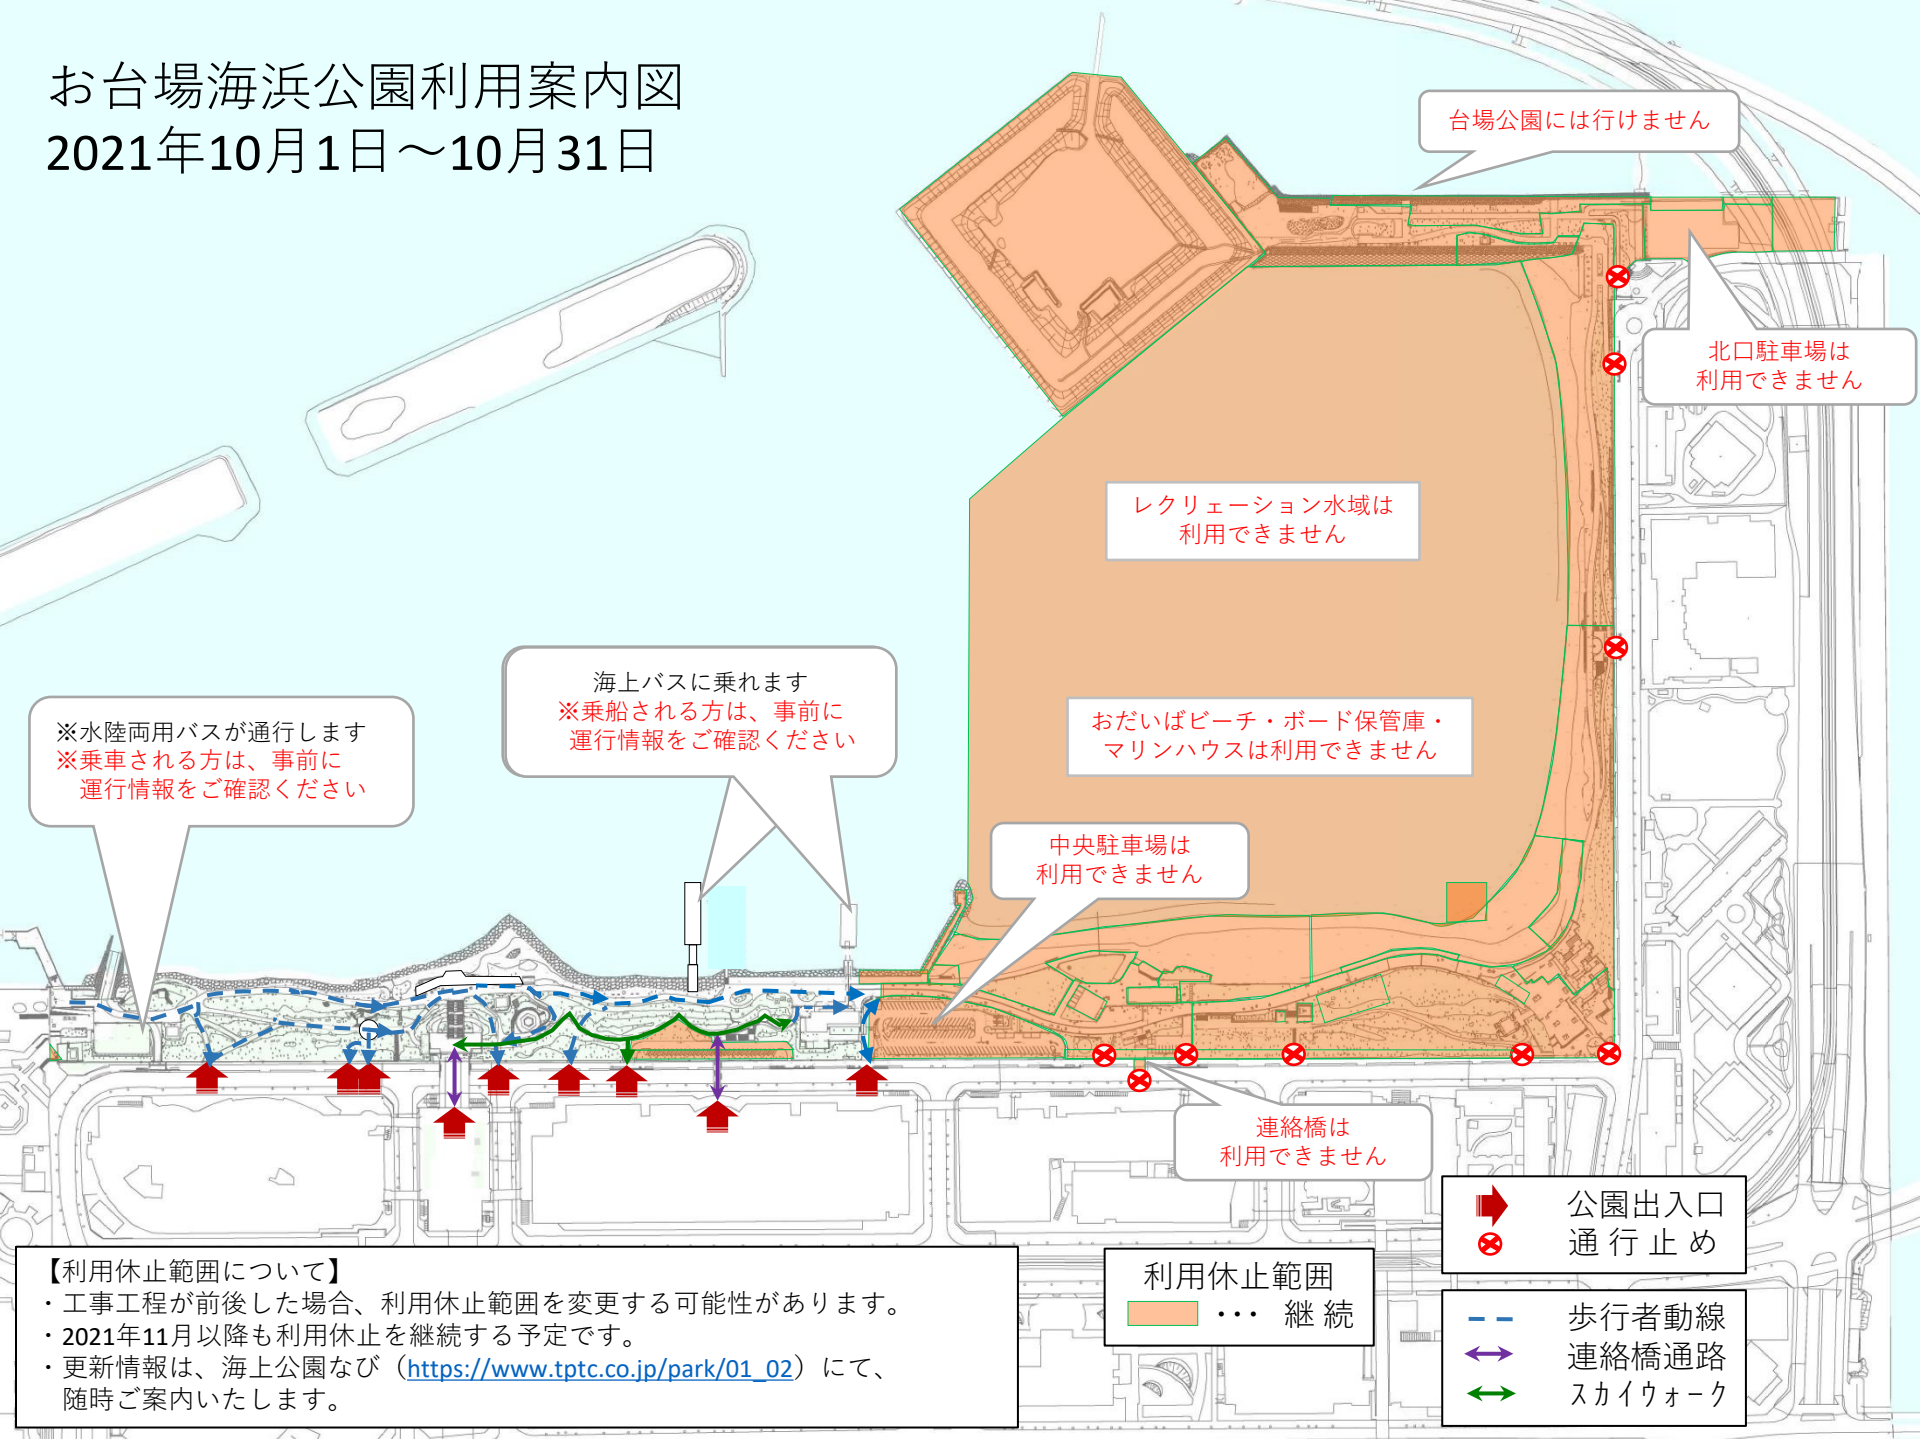 お台場海浜公園利用案内図
2021年10月1日～10月31日
台場公園には行けません
北口駐車場は
利用できません
レクリェーション水域は
利用できません
海上バスに乗れます
※乗船される方は、事前に
運行情報をご確認ください
※水陸両用バスが通行します
※乗車される方は、事前に
運行情報をご確認ください
おだいばビーチ・ボード保管庫・
マリンハウスは利用できません
中央駐車場は
利用できません
連絡橋は
利用できません
公園出入口
通行止め
利用休止範囲
･･･ 継続
歩行者動線
連絡橋通路
スカイウォーク
【利用休止範囲について】
・工事工程が前後した場合、利用休止範囲を変更する可能性があります。
・2021年11月以降も利用休止を継続する予定です。
・更新情報は、海上公園なび（https://www.tptc.co.jp/park/01_02）にて、
随時ご案内いたします。